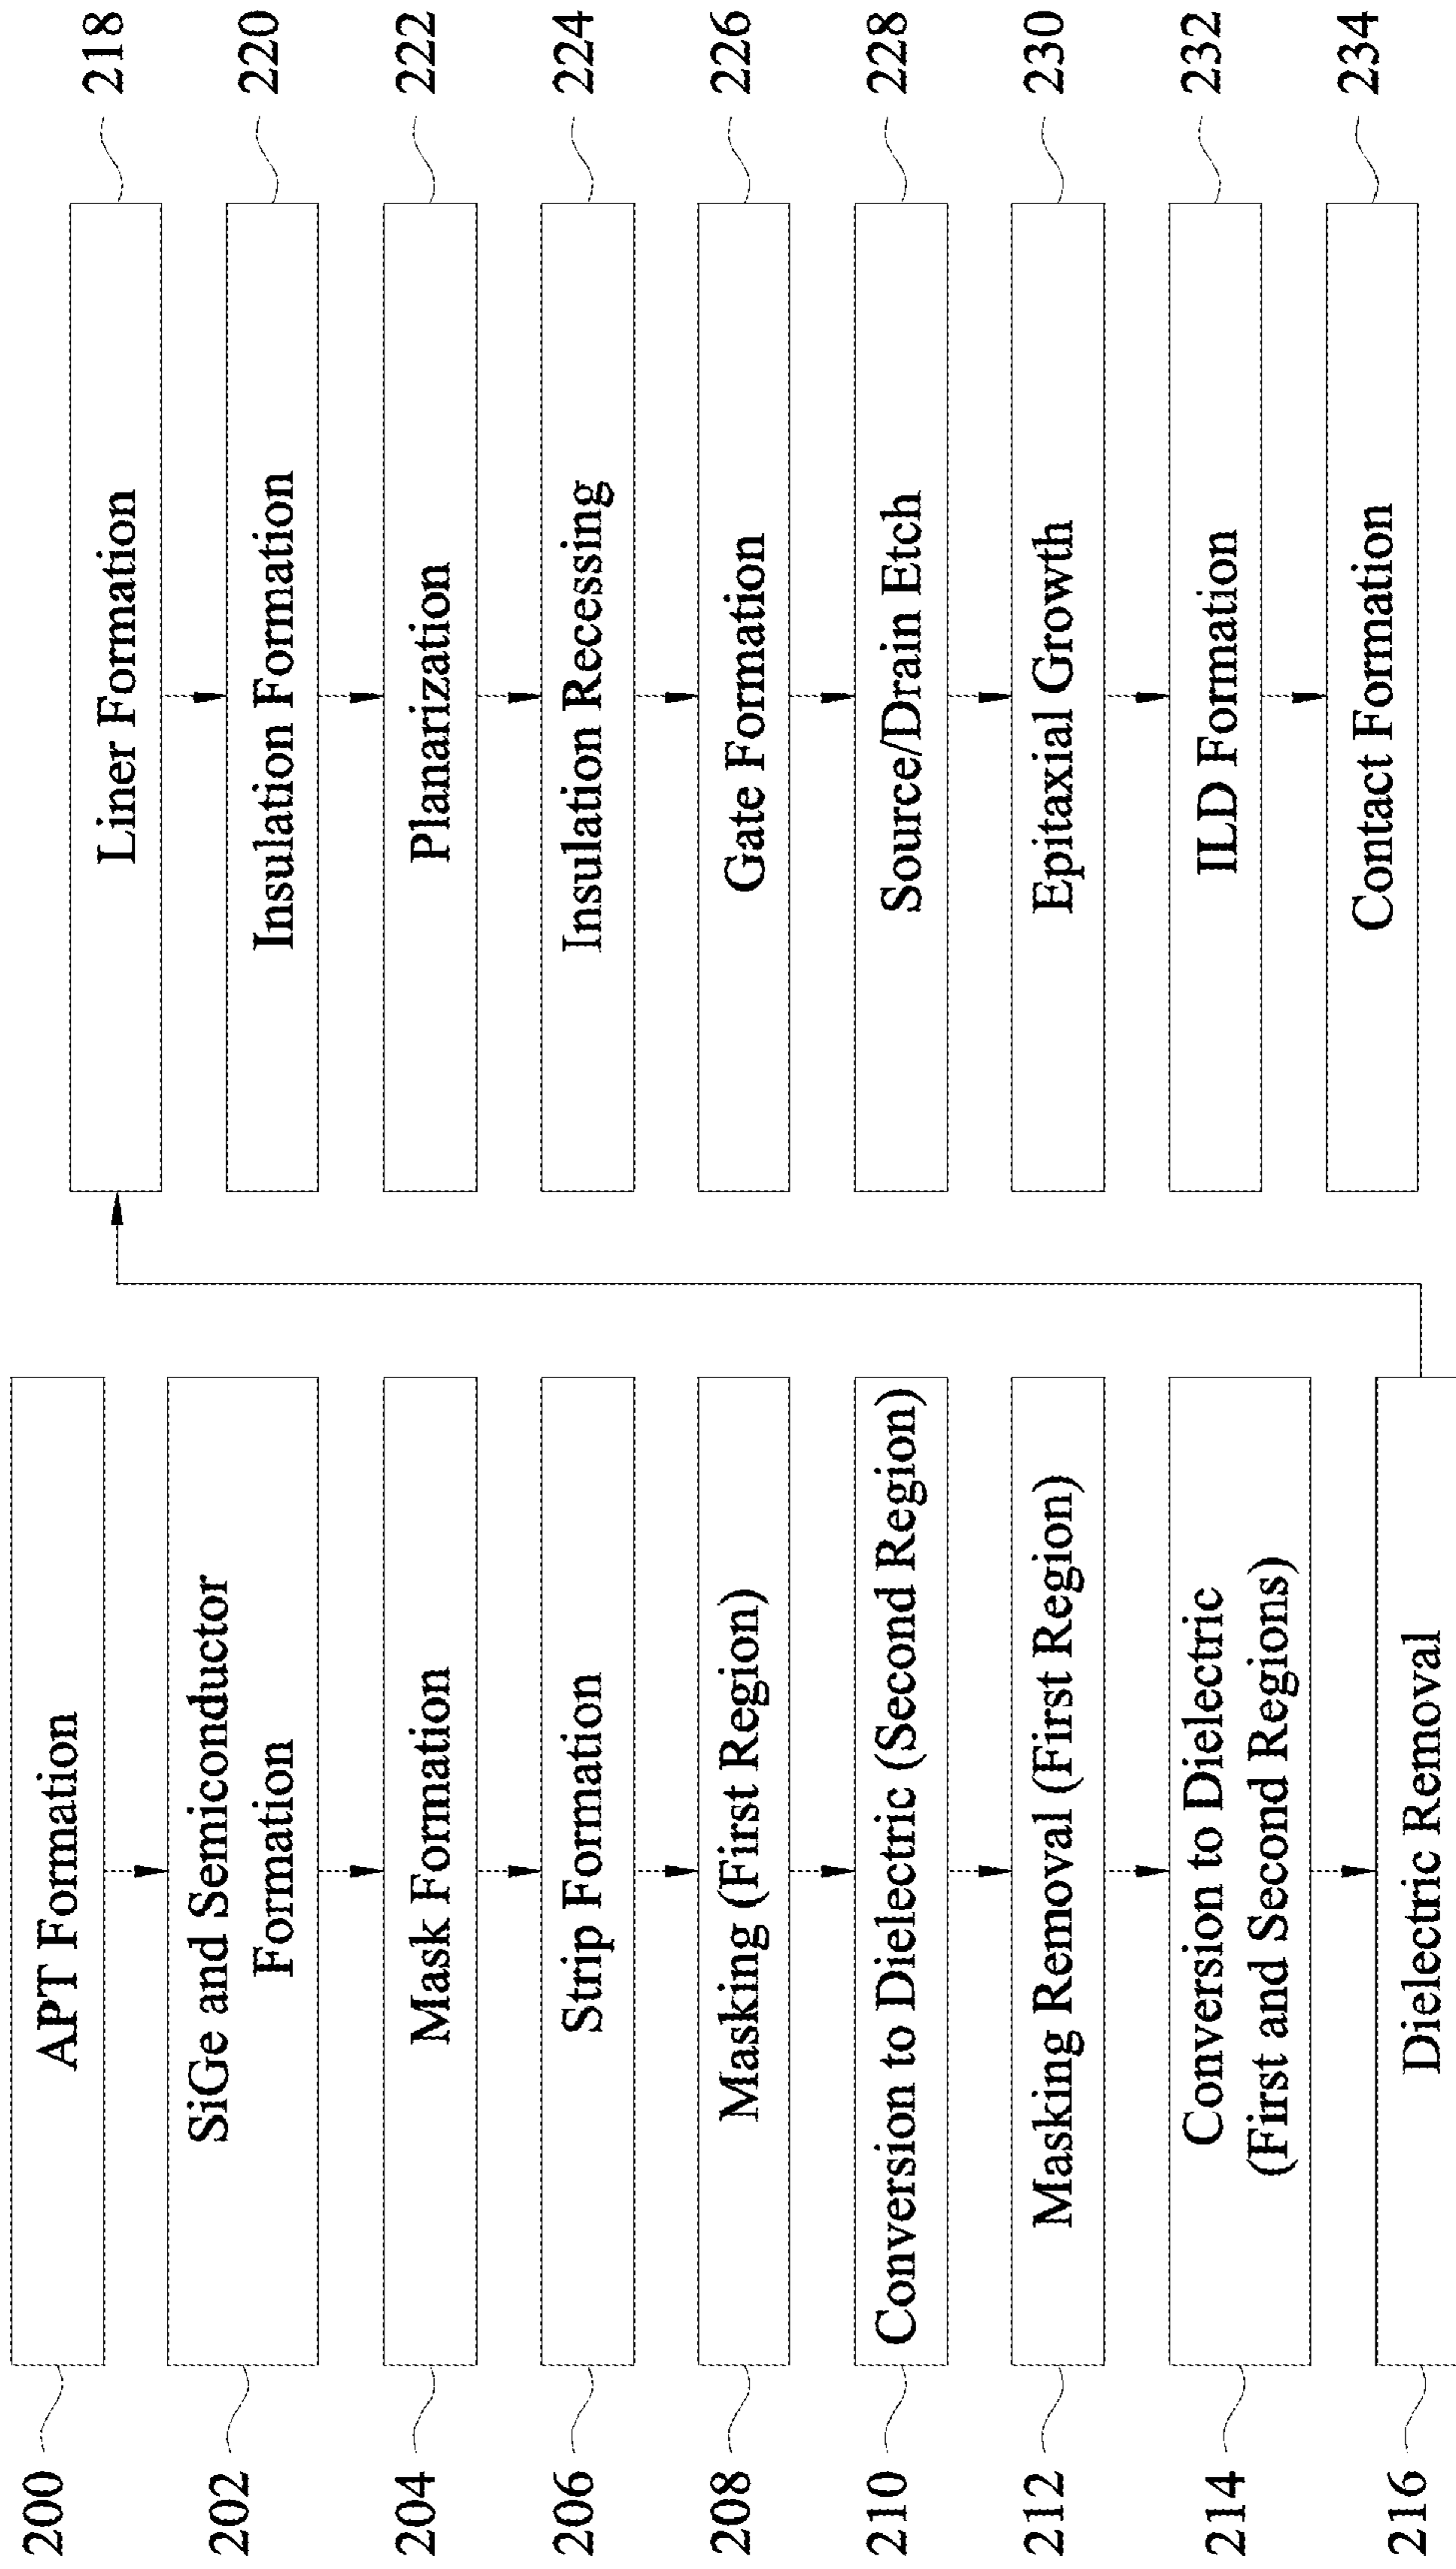 200
APT Formation
202
SiGe and Semiconductor
Formation
204
Mask Formation
206
Strip Formation
208
Masking (First Region)
210
Conversion to Dielectric (Second Region)
212
Masking Removal (First Region)
214
Conversion to Dielectric
(First and Second Regions)
216
Dielectric Removal
Liner Formation
218
Insulation Formation
220
Planarization
222
Insulation Recessing
224
Gate Formation
226
Source/Drain Etch
228
Epitaxial Growth
230
ILD Formation
232
Contact Formation
234